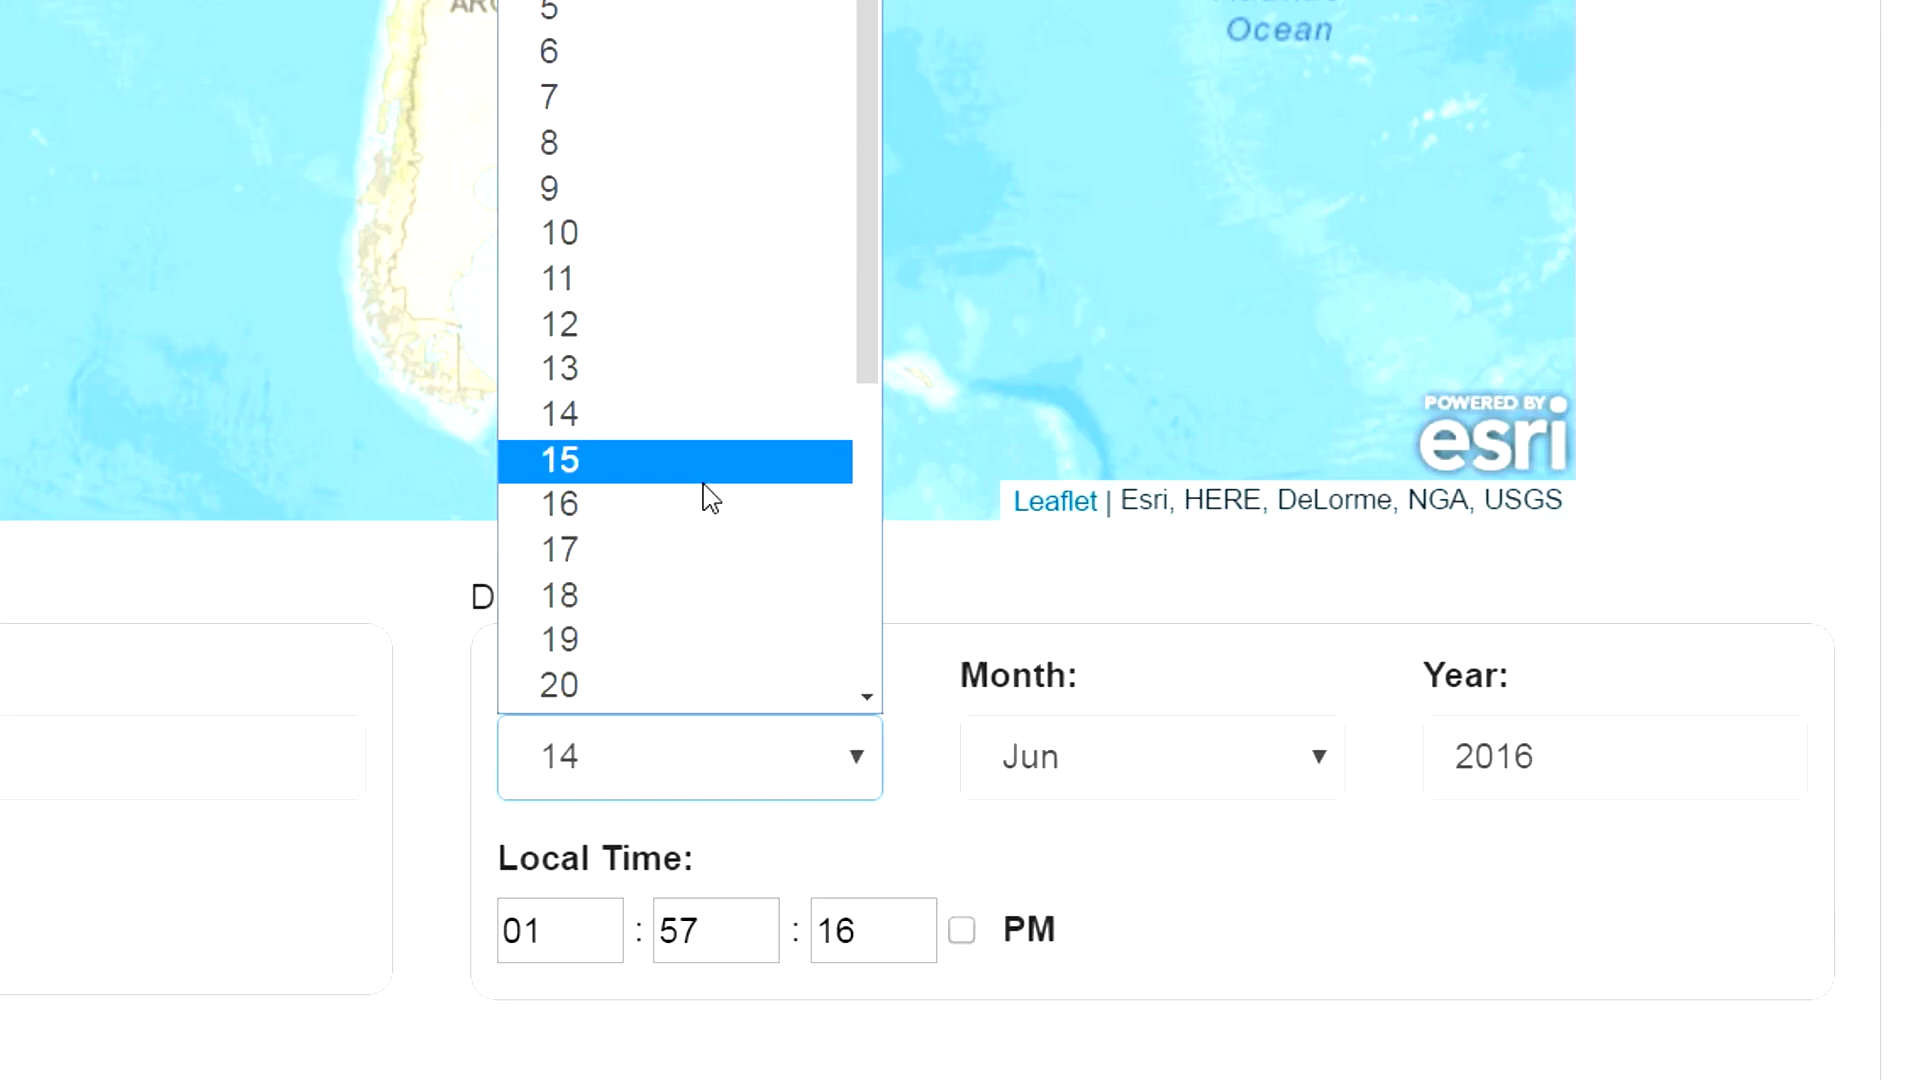 Ocean
5
6
7
8
9
10
11
12
13
14
15
16
17
18
19
20
POWERED BY
esri
Leaflet | Esri, HERE, DeLorme, NGA, USGS
D
Month:
Year:
14
Jun
2016
Local Time:
01 : 57 : 16 PM